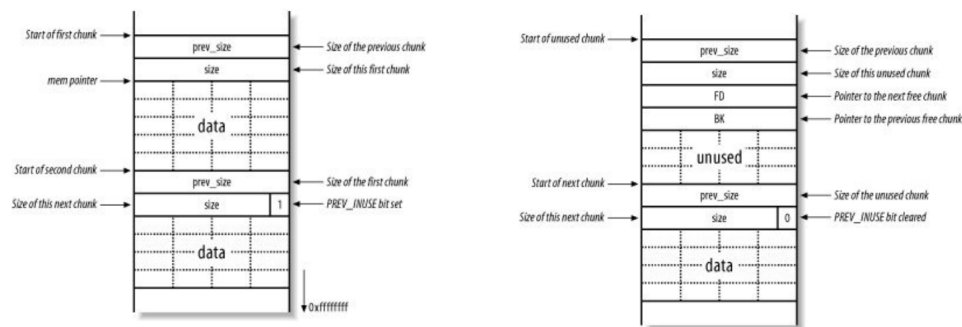 Start of first chunk
prev_size
Size of the previous chunk
size
Size of this first chunk
mem pointer
data
Start of second chunk
prev_size
Size of the first chunk
Size of this next chunk
size
1
PREV_INUSE bit set
data
0xffffffff
Start of unused chunk
prev_size
Size of the previous chunk
size
Size of this unused chunk
FD
Pointer to the next free chunk
BK
Pointer to the previous free chunk
unused
Start of next chunk
prev_size
Size of the unused chunk
Size of this next chunk
size
0
PREV_INUSE bit cleared
data